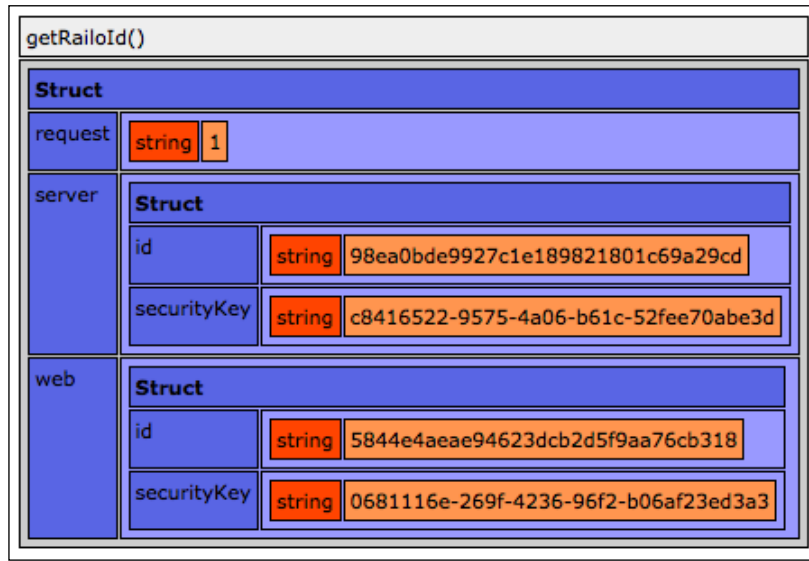 getRailoId()
Struct
request string 1
server Struct
id string 98ea0bde9927c1e189821801c69a29cd
securityKey string c8416522-9575-4a06-b61c-52fee70abe3d
web Struct
id string 5844e4aeae94623dcb2d5f9aa76cb318
securityKey string 0681116e-269f-4236-96f2-b06af23ed3a3